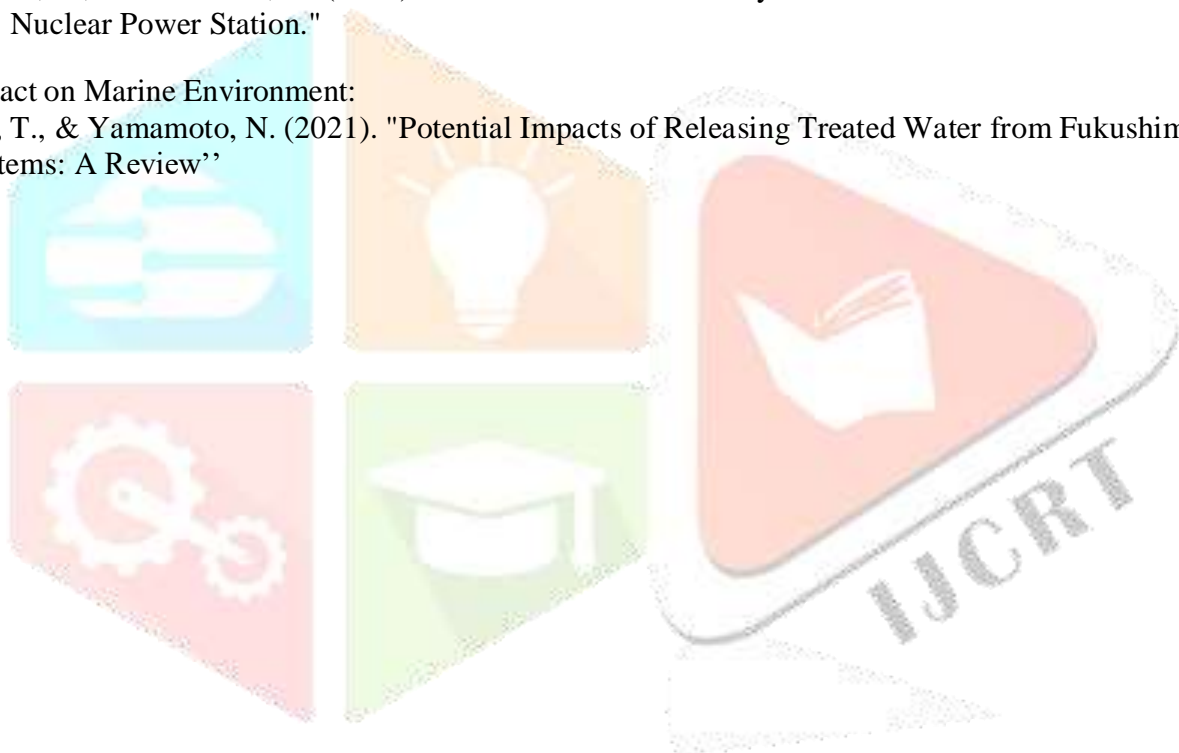 Nuclear Power Station."
act on Marine Environment:
, T., & Yamamoto, N. (2021). "Potential Impacts of Releasing Treated Water from Fukushim
tems: A Review’’
IJCRT